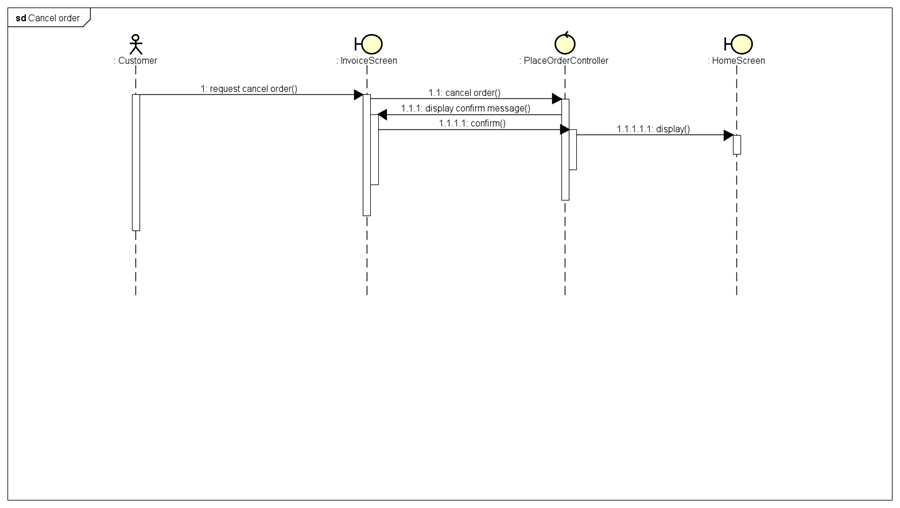 sd Cancel order
: Customer
: InvoiceScreen
: PlaceOrderController
: HomeScreen
1: request cancel order()
1.1: cancel order()
1.1.1: display confirm message()
1.1.1.1: confirm()
1.1.1.1.1: display()